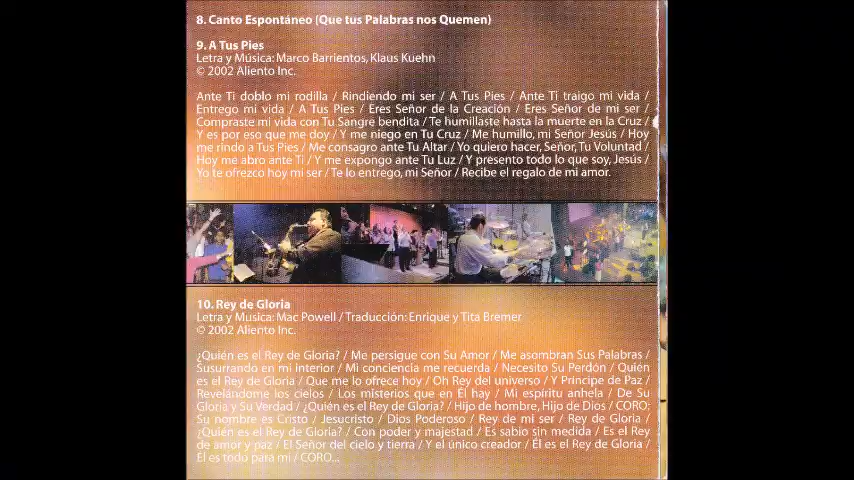 8. Canto Espontáneo (Que tus Palabras nos Quemen)
9. A Tus Pies
Letra y Música: Marco Barrientos, Klaus Kuehn
© 2002 Aliento Inc.
Ante Ti doblo mi rodilla / Rindiendo mi ser / A Tus Pies / Ante Ti traigo mi vida /
Entrego mi vida / A Tus Pies / Eres Señor de la Creación / Eres Señor de mi ser /
Compraste mi vida con Tu Sangre bendita / Te humillaste hasta la muerte en la Cruz /
Y es por eso que me doy / Y me niego en Tu Cruz / Me humillo, mi Señor Jesús / Hoy
me rindo a Tus Pies / Me consagro ante Tu Altar / Yo quiero hacer, Señor, Tu Voluntad /
Hoy me abro ante Ti / Y me expongo ante Tu Luz / Y presento todo lo que soy, Jesús /
Yo te ofrezco hoy mi ser / Te lo entrego, mi Señor / Recibe el regalo de mi amor.
10. Rey de Gloria
Letra y Musica: Mac Powell / Traducción: Enrique y Tita Bremer
© 2002 Aliento Inc.
¿Quién es el Rey de Gloria? / Me persigue con Su Amor / Me asombran Sus Palabras /
Susurrando en mi interior / Mi conciencia me recuerda / Necesito Su Perdón / Quién
es el Rey de Gloria / Que me lo ofrece hoy / Oh Rey del universo / Y Príncipe de Paz /
Revelándome los cielos / Los misterios que en Él hay / Mi espíritu anhela / De Su
Gloria y Su Verdad / ¿Quién es el Rey de Gloria? / Hijo de hombre, Hijo de Dios / CORO:
Su nombre es Cristo / Jesucristo / Dios Poderoso / Rey de mi ser / Rey de Gloria /
¿Quién es el Rey de Gloria? / Con poder y majestad / Es sabio sin medida / Es el Rey
de amor y paz / El Señor del cielo y tierra / Y el único creador / Él es el Rey de Gloria /
Él es todo para mí / CORO...